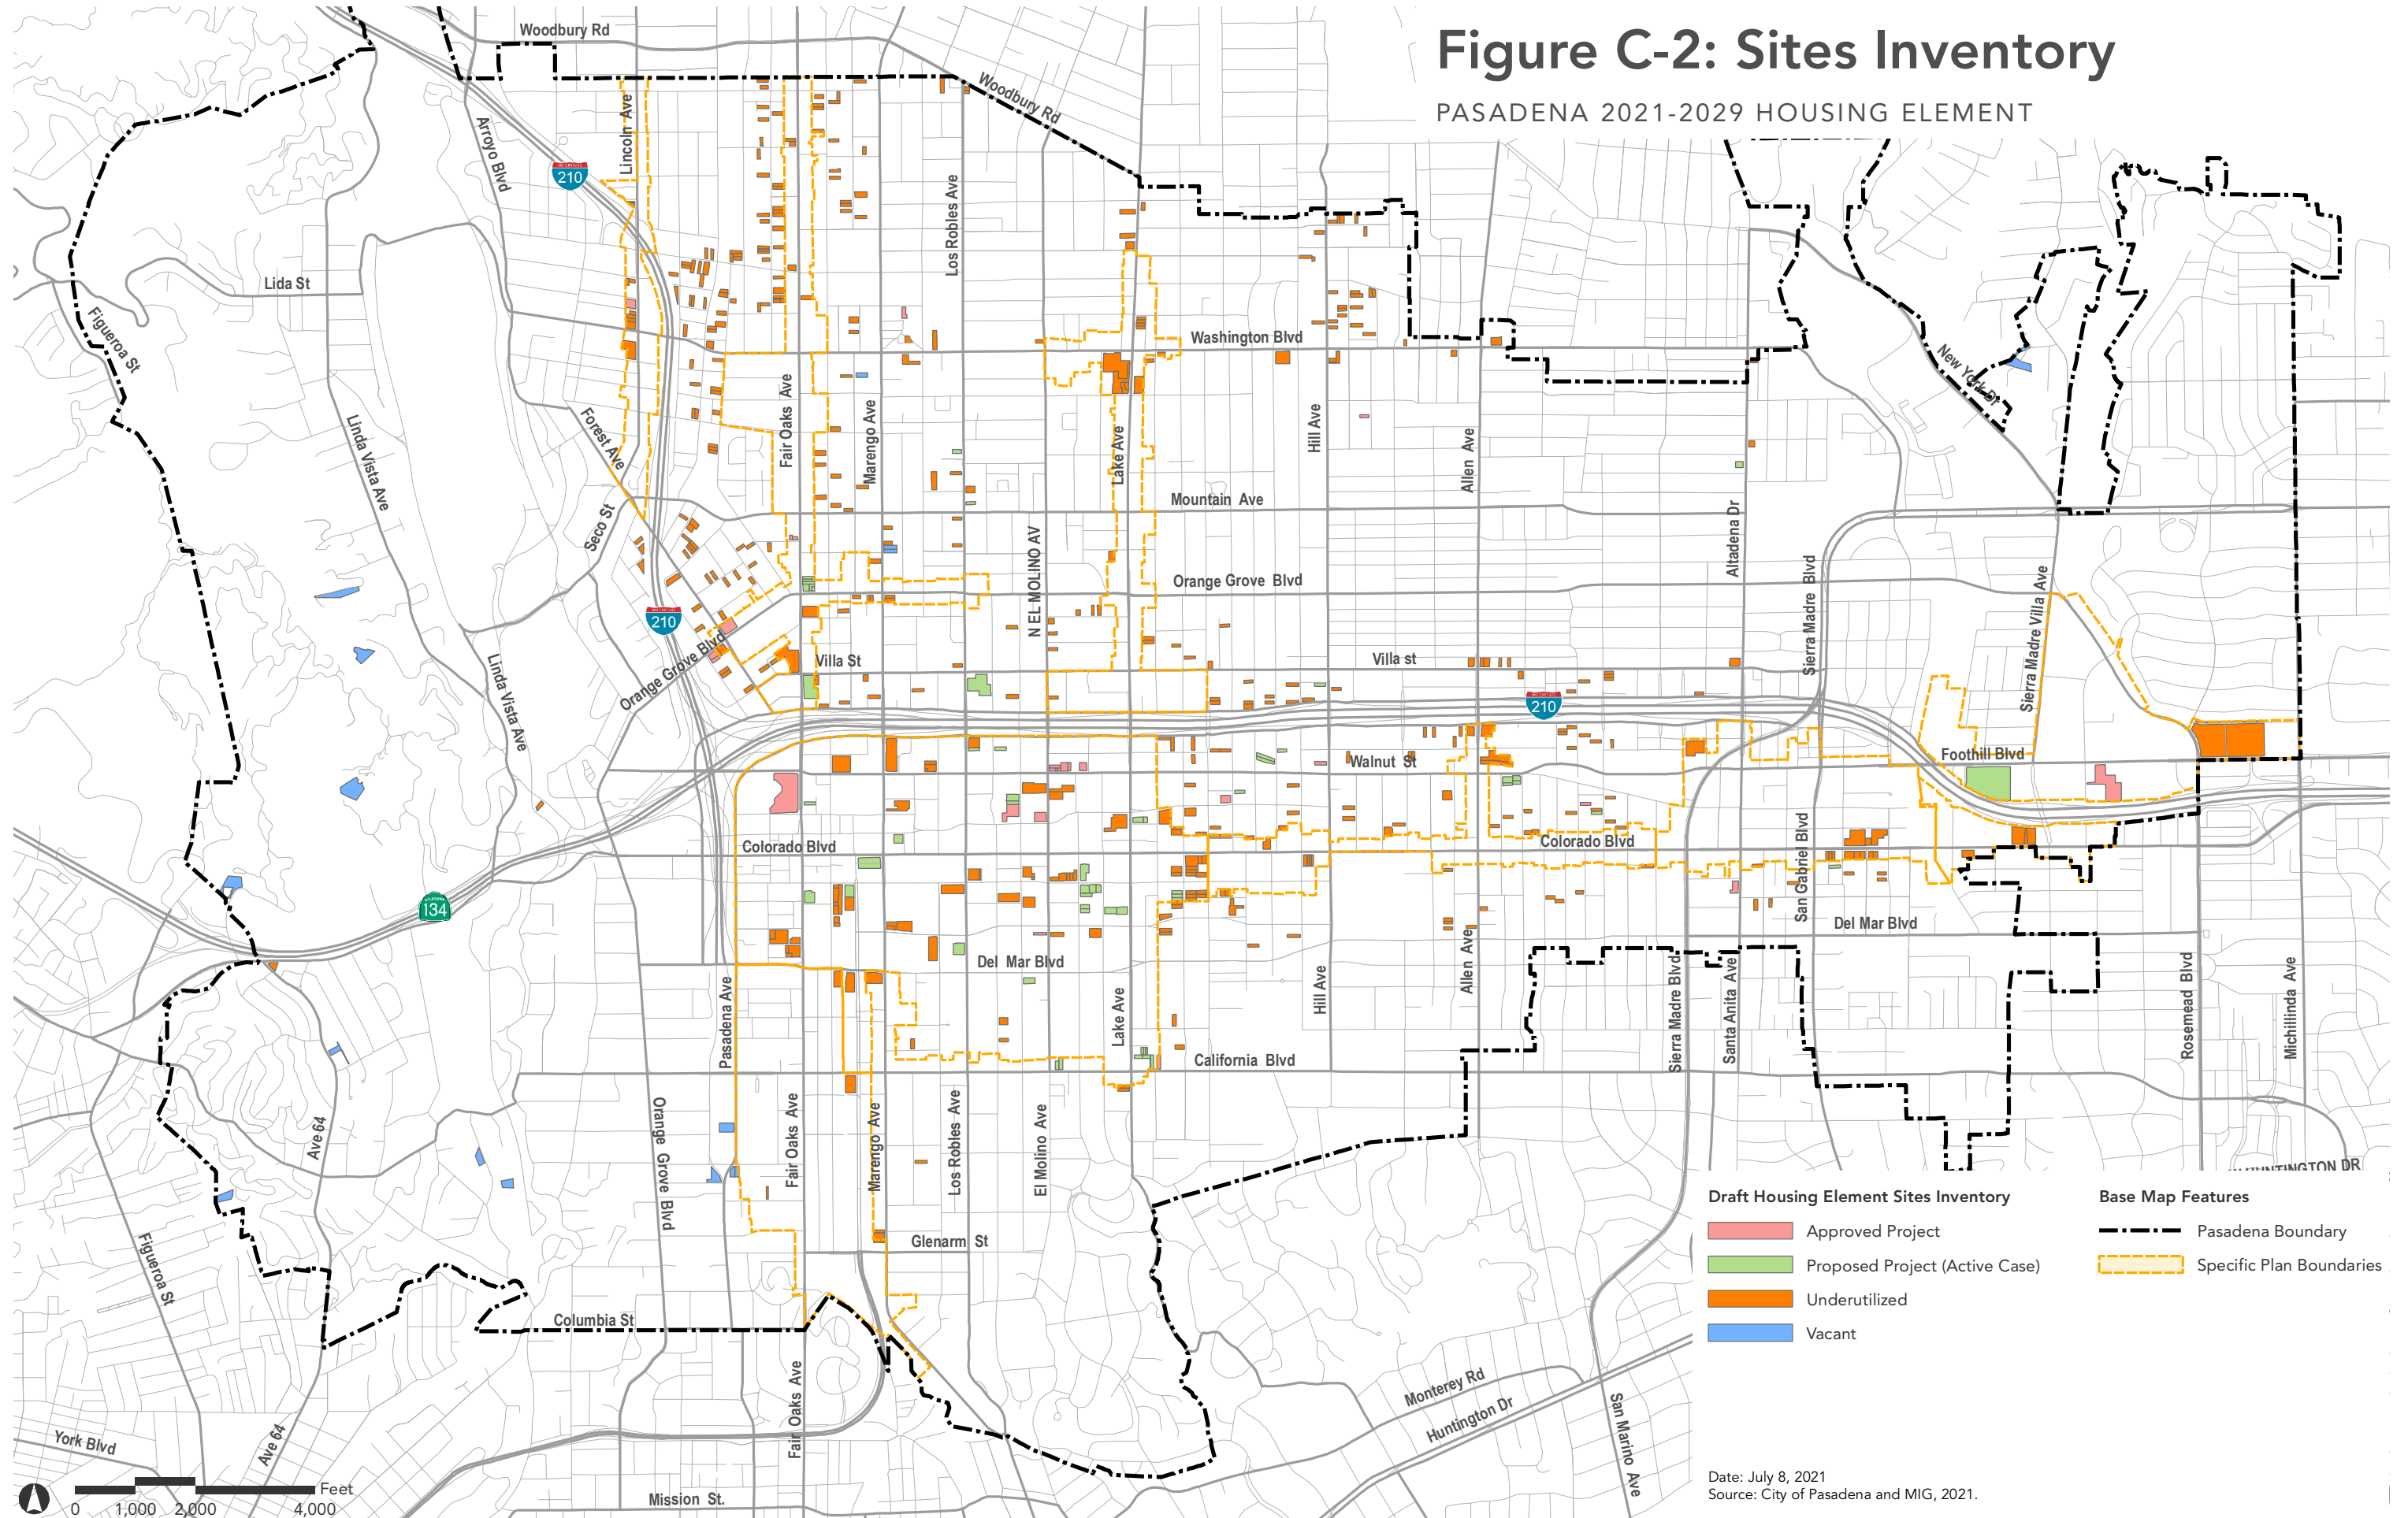 Figure C-2: Sites Inventory
PASADENA 2021-2029 HOUSING ELEMENT
Woodbury Rd
Woodbury Rd
Arroyo Blvd
Lincoln Ave
INTERSTATE
210
Los Robles Ave
Lida St
Figueroa St
Washington Blvd
New York Dr
Linda Vista Ave
Forest Ave
Fair Oaks Ave
Marengo Ave
Lake Ave
Hill Ave
Allen Ave
Mountain Ave
Altadena Dr
Seco St
N EL MOLINO AV
Orange Grove Blvd
Sierra Madre Blvd
Sierra Madre Villa Ave
INTERSTATE
210
Orange Grove Blvd
Villa St
Villa st
Linda Vista Ave
INTERSTATE
210
Foothill Blvd
Walnut St
Colorado Blvd
Colorado Blvd
San Gabriel Blvd
CALIFORNIA
134
Del Mar Blvd
Del Mar Blvd
Pasadena Ave
Lake Ave
Hill Ave
Allen Ave
Sierra Madre Blvd
Santa Anita Ave
Rosemead Blvd
Michillinda Ave
California Blvd
Ave 64
Orange Grove Blvd
Fair Oaks Ave
Marengo Ave
Los Robles Ave
El Molino Ave
HUNTINGTON DR
Figueroa St
Glenarm St
Columbia St
Fair Oaks Ave
Monterey Rd
Huntington Dr
San Marino Ave
York Blvd
Ave 64
Mission St.
Draft Housing Element Sites Inventory
Approved Project
Proposed Project (Active Case)
Underutilized
Vacant
Base Map Features
Pasadena Boundary
Specific Plan Boundaries
Date: July 8, 2021
Source: City of Pasadena and MIG, 2021.
Feet
0 1,000 2,000 4,000